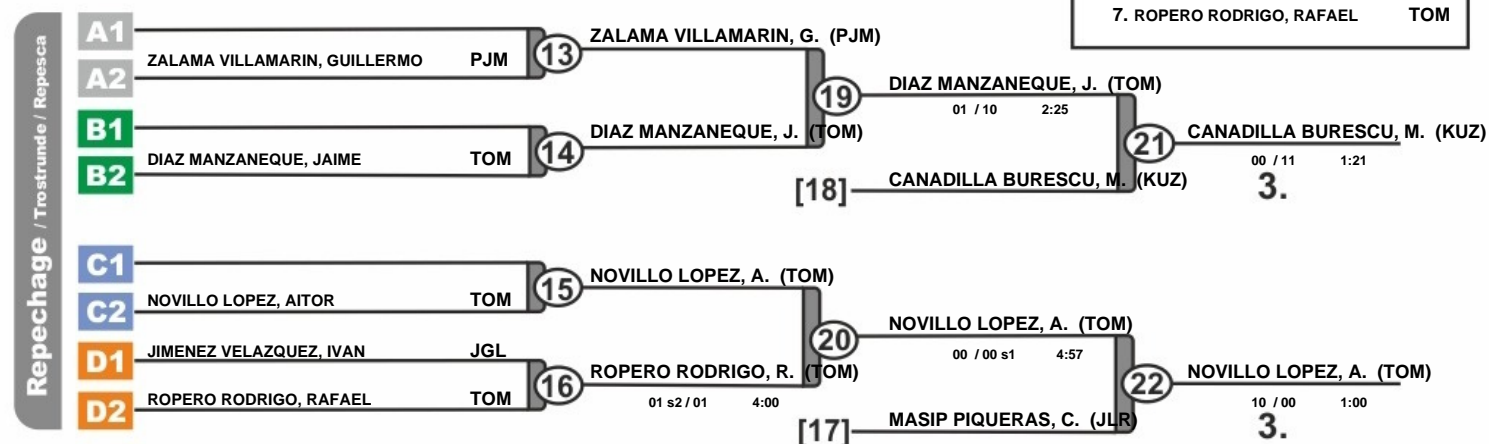 7. ROPERO RODRIGO, RAFAEL TOM
Repechage / Trostrunde / Repesca
A1
ZALAMA VILLAMARIN, GUILLERMO PJM
A2
13
ZALAMA VILLAMARIN, G. (PJM)
B1
DIAZ MANZANEQUE, JAIME TOM
B2
14
DIAZ MANZANEQUE, J. (TOM)
19
DIAZ MANZANEQUE, J. (TOM)
01 / 10 2:25
[18]
CANADILLA BURESCU, M. (KUZ)
21
CANADILLA BURESCU, M. (KUZ)
00 / 11 1:21
3.
C1
NOVILLO LOPEZ, AITOR TOM
C2
15
NOVILLO LOPEZ, A. (TOM)
D1
JIMENEZ VELAZQUEZ, IVAN JGL
ROPERO RODRIGO, RAFAEL TOM
D2
16
ROPERO RODRIGO, R. (TOM)
01 s2 / 01 4:00
20
NOVILLO LOPEZ, A. (TOM)
00 / 00 s1 4:57
[17]
MASIP PIQUERAS, C. (JLR)
22
NOVILLO LOPEZ, A. (TOM)
10 / 00 1:00
3.